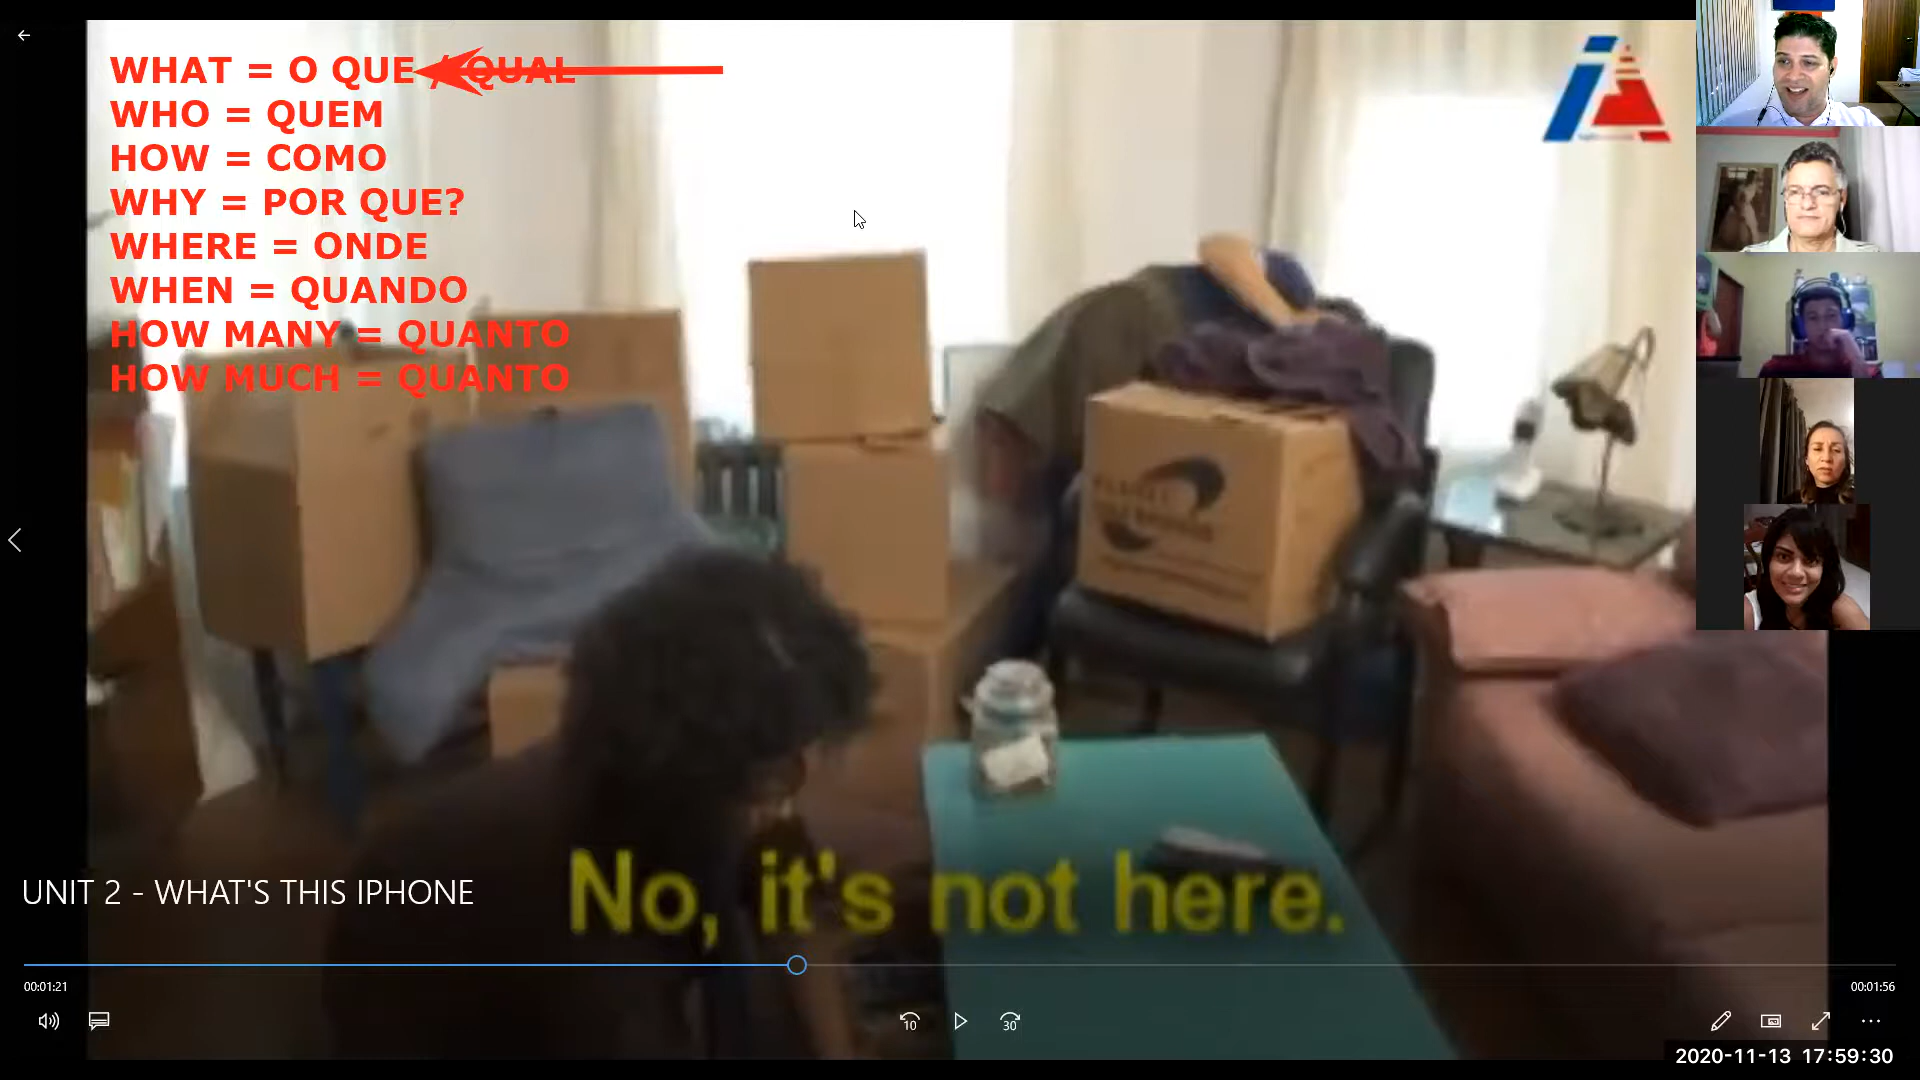 WHAT = O QUE / QUAL
WHO = QUEM
HOW = COMO
WHY = POR QUE?
WHERE = ONDE
WHEN = QUANDO
HOW MANY = QUANTO
HOW MUCH = QUANTO
No, it's not here.
UNIT 2 - WHAT'S THIS IPHONE
00:01:21
00:01:56
10
30
2020-11-13 17:59:30